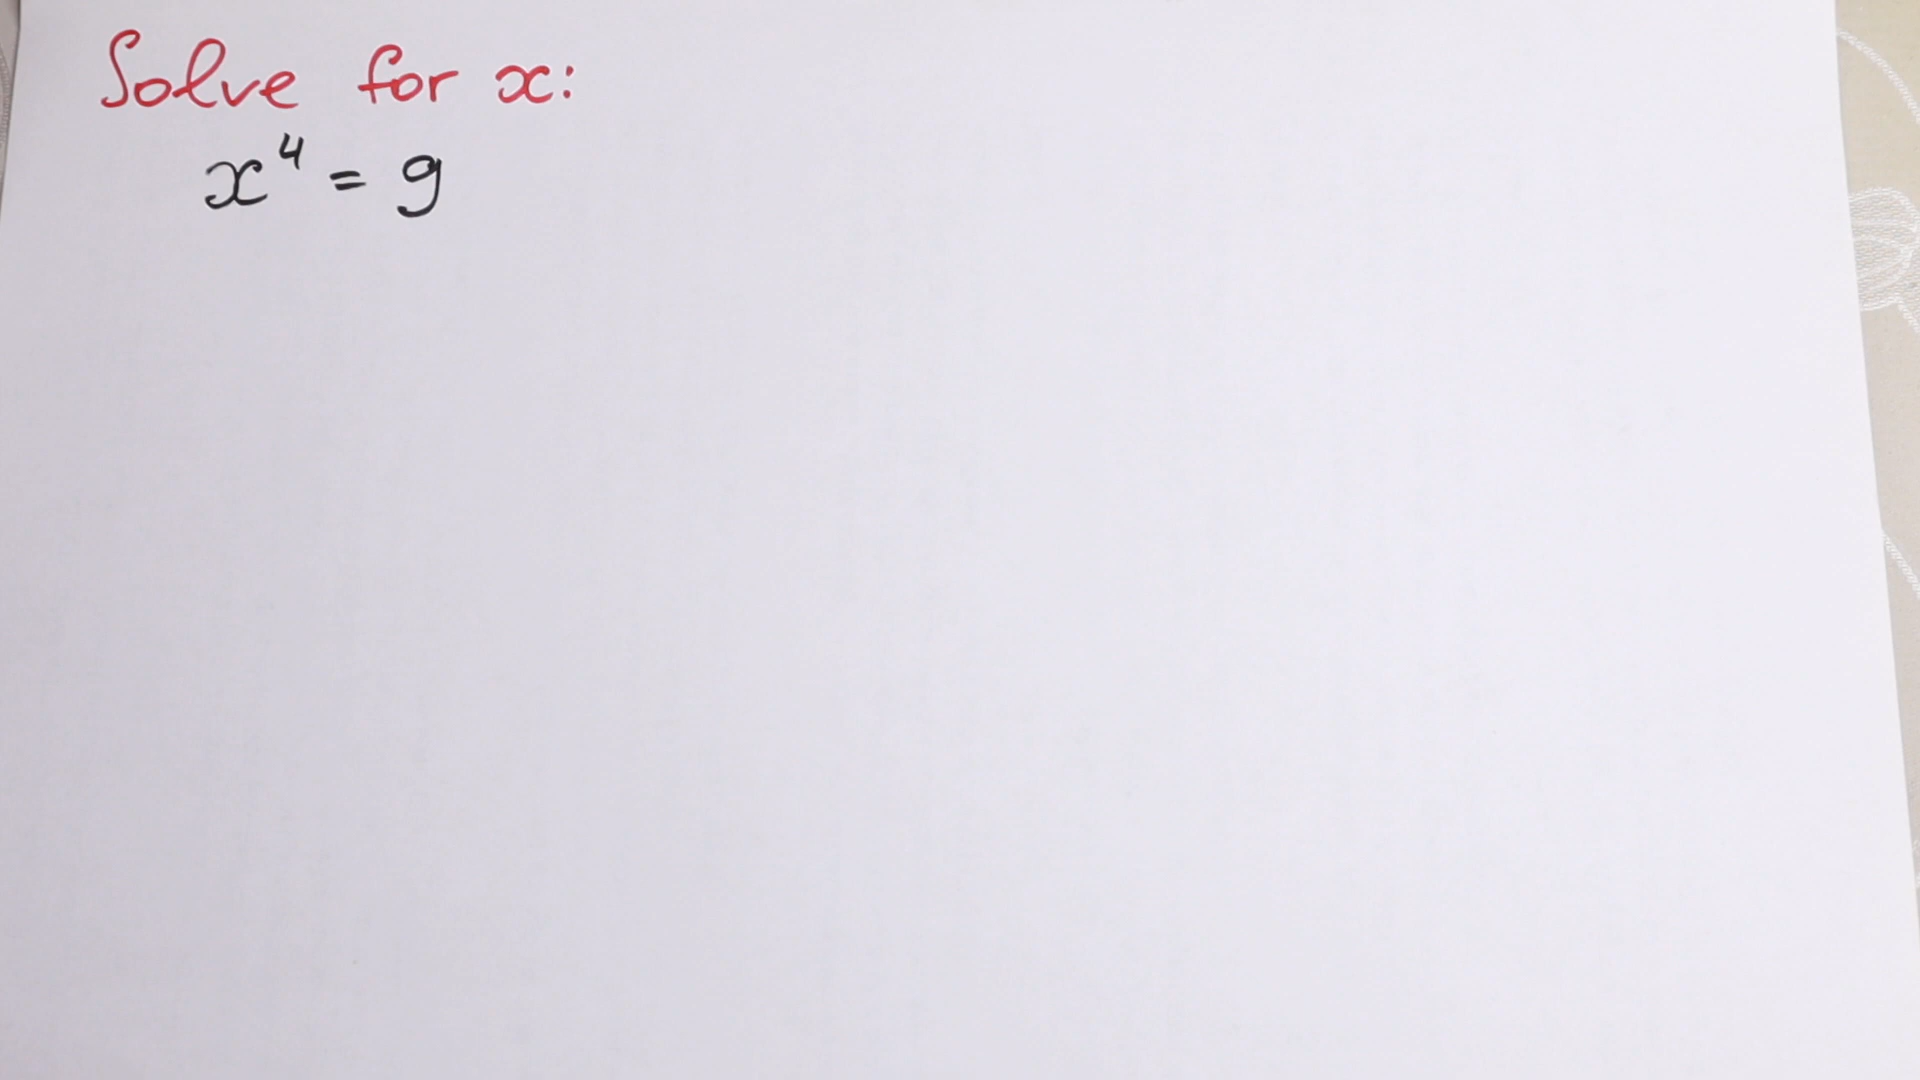 Solve for x:
x⁴ = 9